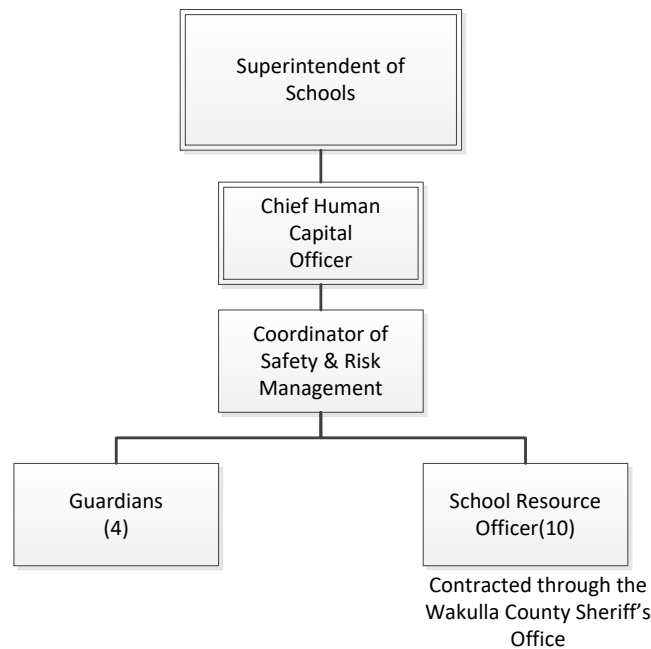 Superintendent of
Schools
Chief Human
Capital
Officer
Coordinator of
Safety & Risk
Management
Guardians
(4)
School Resource
Officer(10)
Contracted through the
Wakulla County Sheriff’s
Office